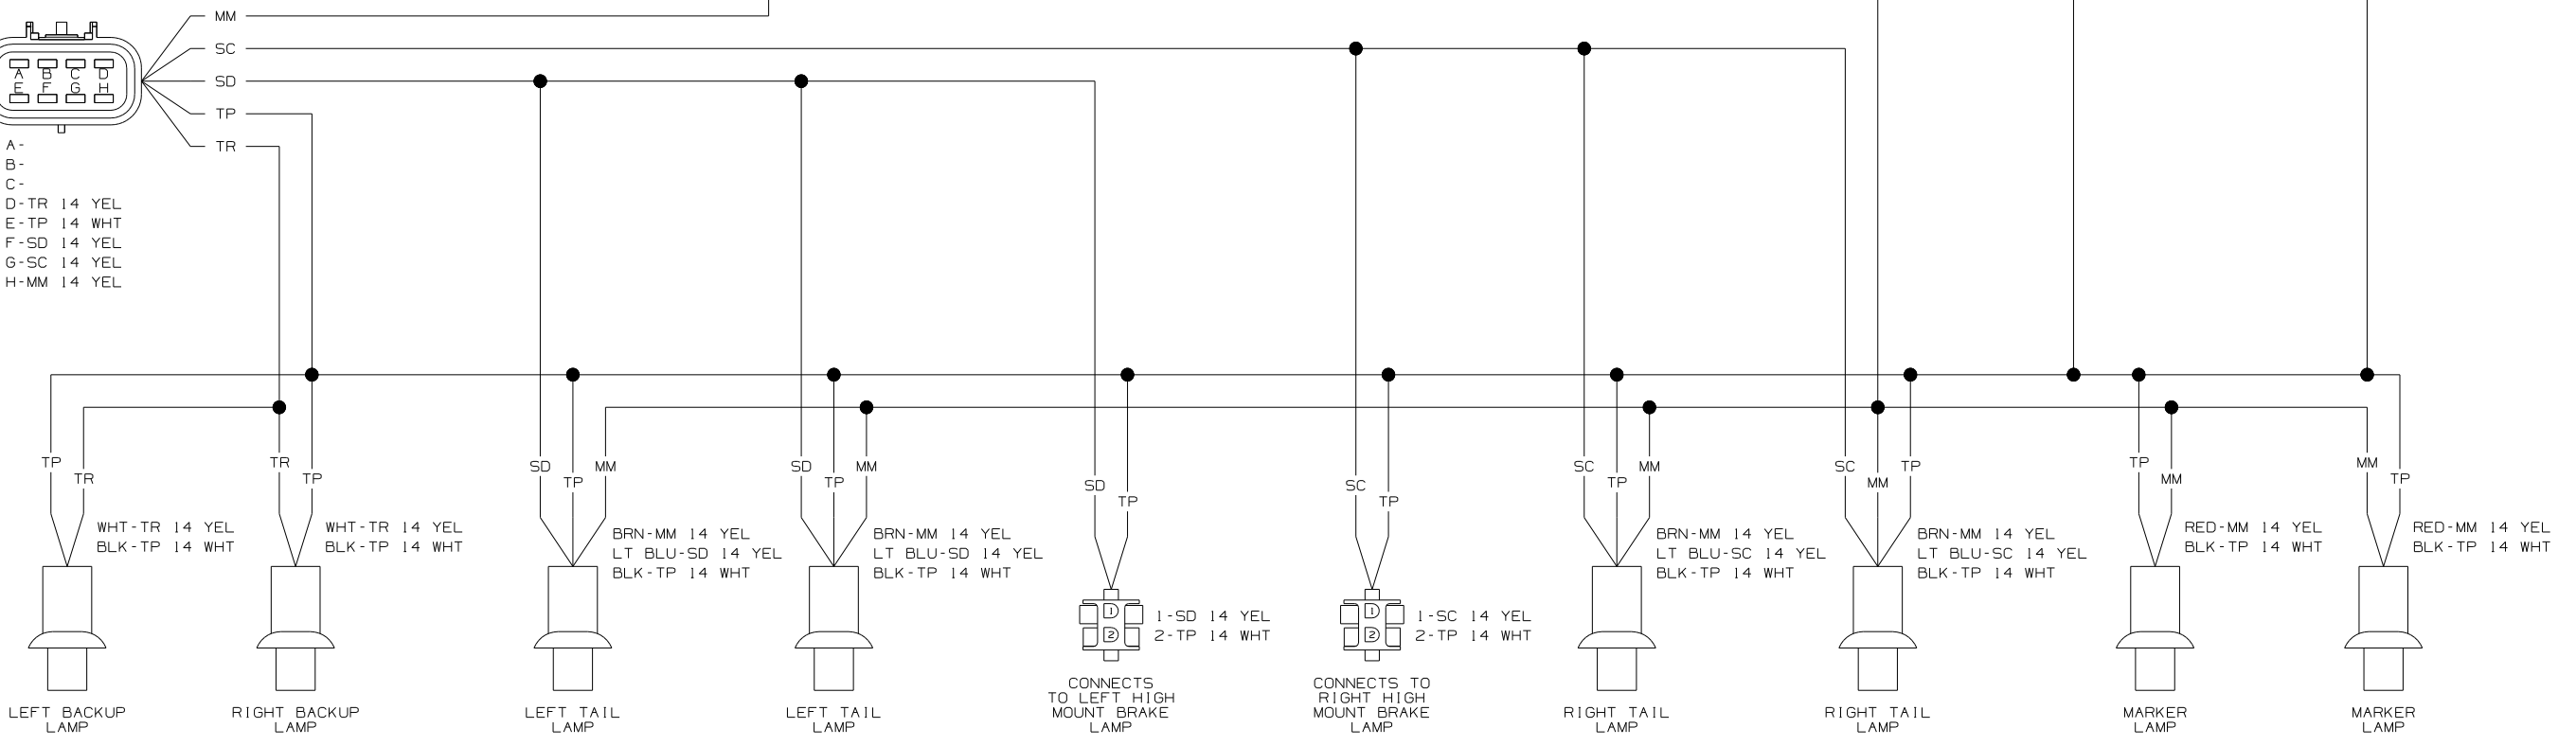 MM
SC
SD
TP
TR
A B C D
E F G H
A-
B-
C-
D-TR 14 YEL
E-TP 14 WHT
F-SD 14 YEL
G-SC 14 YEL
H-MM 14 YEL
TP
TR
WHT-TR 14 YEL
BLK-TP 14 WHT
LEFT BACKUP
LAMP
TR
TP
WHT-TR 14 YEL
BLK-TP 14 WHT
RIGHT BACKUP
LAMP
SD
TP
MM
BRN-MM 14 YEL
LT BLU-SD 14 YEL
BLK-TP 14 WHT
LEFT TAIL
LAMP
SD
TP
MM
BRN-MM 14 YEL
LT BLU-SD 14 YEL
BLK-TP 14 WHT
LEFT TAIL
LAMP
SD
TP
1
2
1-SD 14 YEL
2-TP 14 WHT
CONNECTS
TO LEFT HIGH
MOUNT BRAKE
LAMP
SC
TP
1
2
1-SC 14 YEL
2-TP 14 WHT
CONNECTS TO
RIGHT HIGH
MOUNT BRAKE
LAMP
SC
TP
MM
BRN-MM 14 YEL
LT BLU-SC 14 YEL
BLK-TP 14 WHT
RIGHT TAIL
LAMP
SC
MM
TP
BRN-MM 14 YEL
LT BLU-SC 14 YEL
BLK-TP 14 WHT
RIGHT TAIL
LAMP
TP
MM
RED-MM 14 YEL
BLK-TP 14 WHT
MARKER
LAMP
MM
TP
RED-MM 14 YEL
BLK-TP 14 WHT
MARKER
LAMP